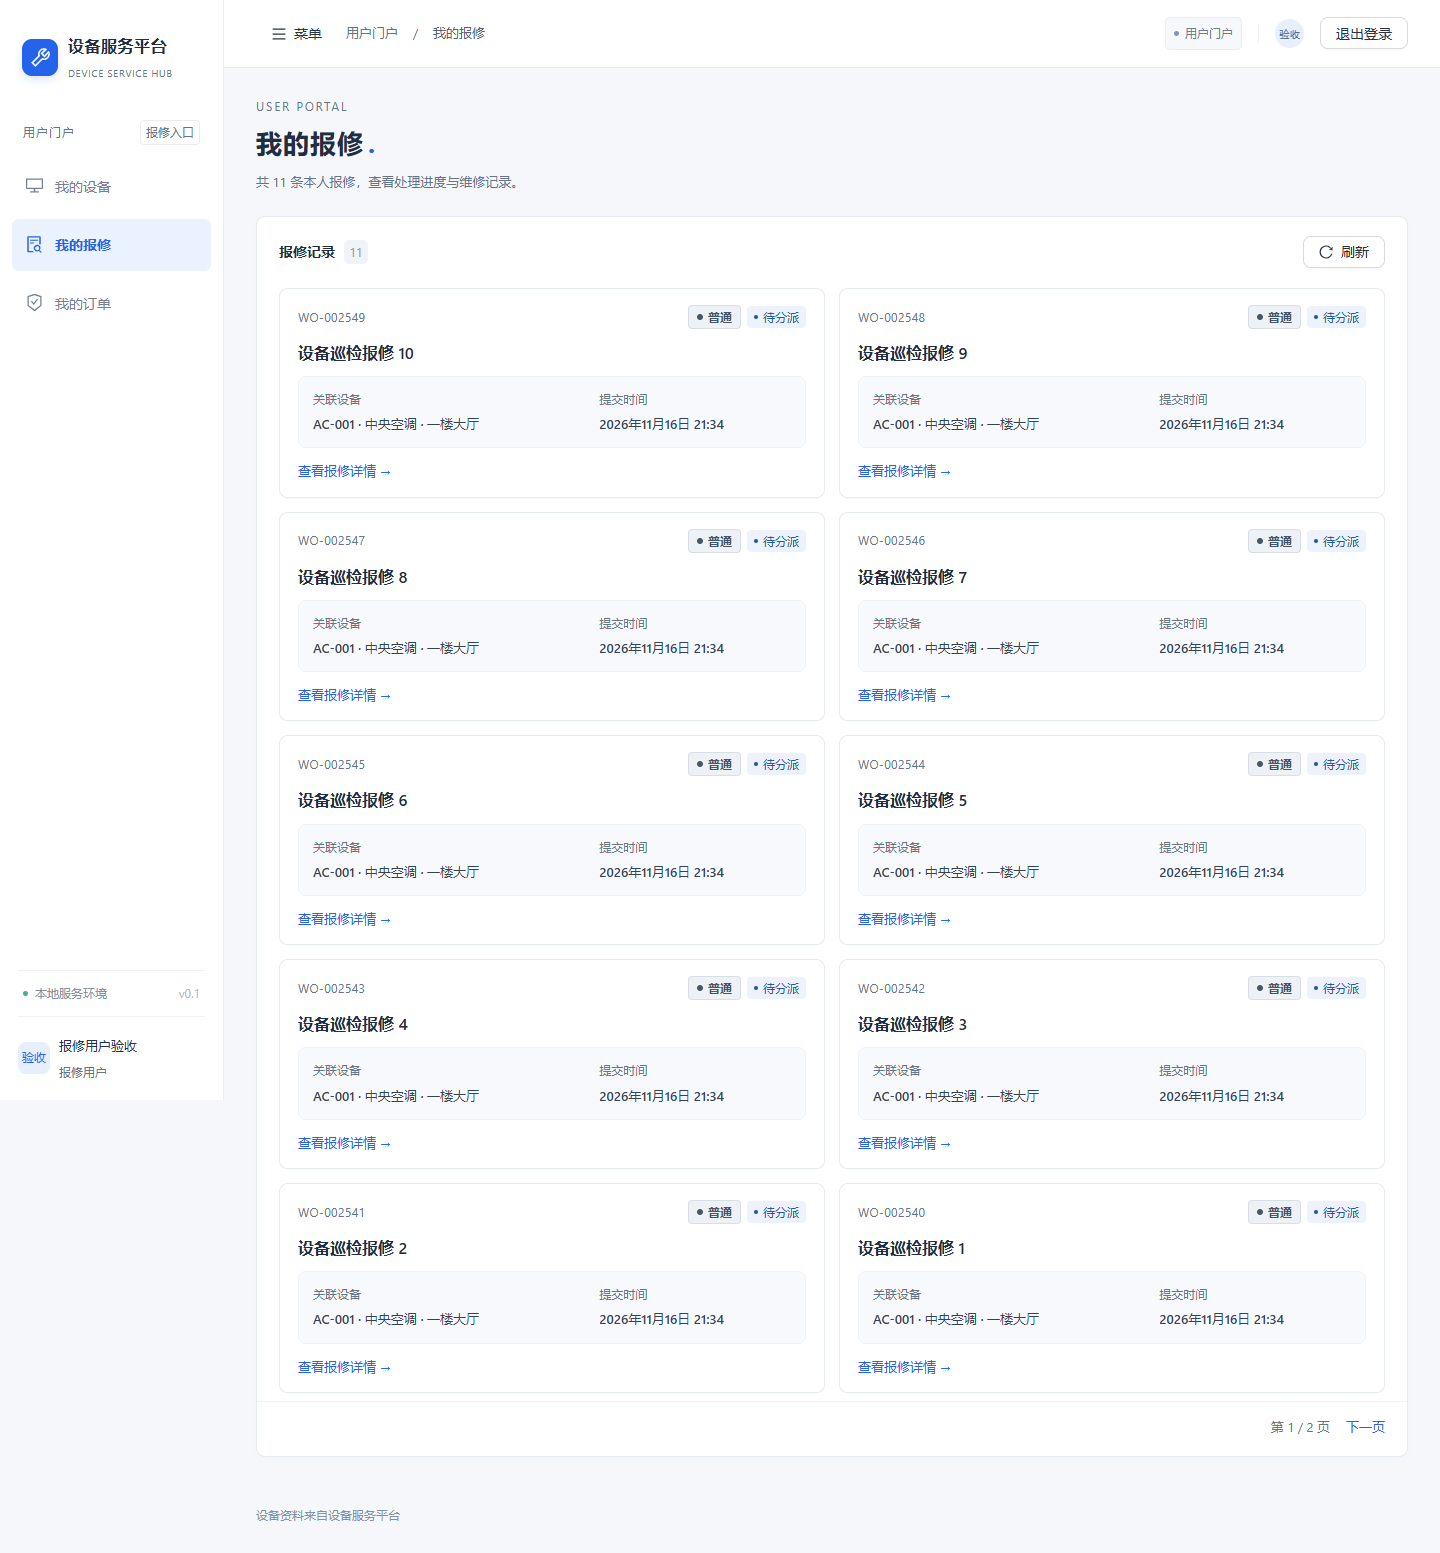 设备服务平台
DEVICE SERVICE HUB
用户门户 报修入口
我的设备
我的报修
我的订单
本地服务环境 v0.1
验收
报修用户验收
报修用户
菜单 用户门户 / 我的报修
用户门户 验收 退出登录
USER PORTAL
我的报修.
共 11 条本人报修，查看处理进度与维修记录。
报修记录 11 刷新
WO-002549 普通 待分派
设备巡检报修 10
关联设备 提交时间
AC-001 · 中央空调 · 一楼大厅 2026年11月16日 21:34
查看报修详情 →
WO-002548 普通 待分派
设备巡检报修 9
关联设备 提交时间
AC-001 · 中央空调 · 一楼大厅 2026年11月16日 21:34
查看报修详情 →
WO-002547 普通 待分派
设备巡检报修 8
关联设备 提交时间
AC-001 · 中央空调 · 一楼大厅 2026年11月16日 21:34
查看报修详情 →
WO-002546 普通 待分派
设备巡检报修 7
关联设备 提交时间
AC-001 · 中央空调 · 一楼大厅 2026年11月16日 21:34
查看报修详情 →
WO-002545 普通 待分派
设备巡检报修 6
关联设备 提交时间
AC-001 · 中央空调 · 一楼大厅 2026年11月16日 21:34
查看报修详情 →
WO-002544 普通 待分派
设备巡检报修 5
关联设备 提交时间
AC-001 · 中央空调 · 一楼大厅 2026年11月16日 21:34
查看报修详情 →
WO-002543 普通 待分派
设备巡检报修 4
关联设备 提交时间
AC-001 · 中央空调 · 一楼大厅 2026年11月16日 21:34
查看报修详情 →
WO-002542 普通 待分派
设备巡检报修 3
关联设备 提交时间
AC-001 · 中央空调 · 一楼大厅 2026年11月16日 21:34
查看报修详情 →
WO-002541 普通 待分派
设备巡检报修 2
关联设备 提交时间
AC-001 · 中央空调 · 一楼大厅 2026年11月16日 21:34
查看报修详情 →
WO-002540 普通 待分派
设备巡检报修 1
关联设备 提交时间
AC-001 · 中央空调 · 一楼大厅 2026年11月16日 21:34
查看报修详情 →
第 1 / 2 页 下一页
设备资料来自设备服务平台